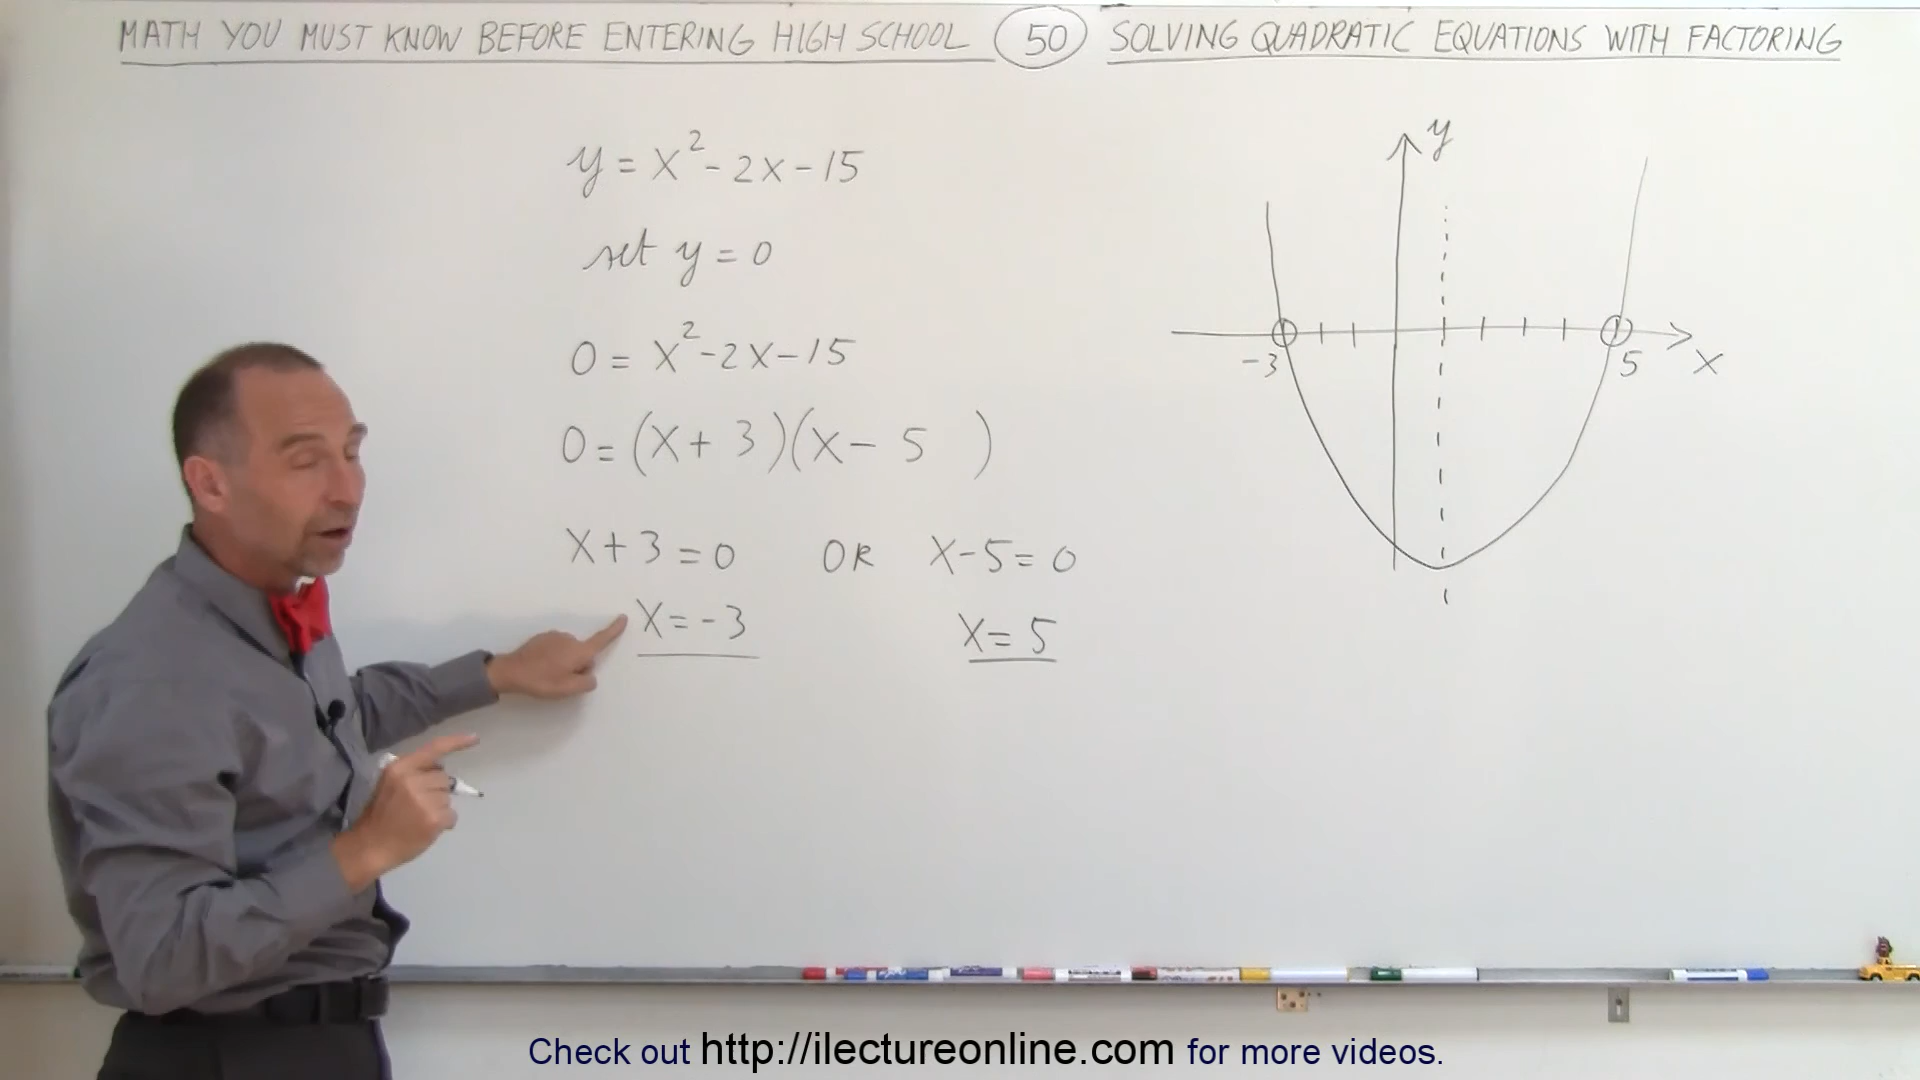 MATH YOU MUST KNOW BEFORE ENTERING HIGH SCHOOL 50 SOLVING QUADRATIC EQUATIONS WITH FACTORING
y = x² - 2x - 15
set y = 0
0 = x² - 2x - 15
0 = (x + 3)(x - 5)
x + 3 = 0 OR x - 5 = 0
x = -3 x = 5
y
-3 5 x
Check out http://ilectureonline.com for more videos.